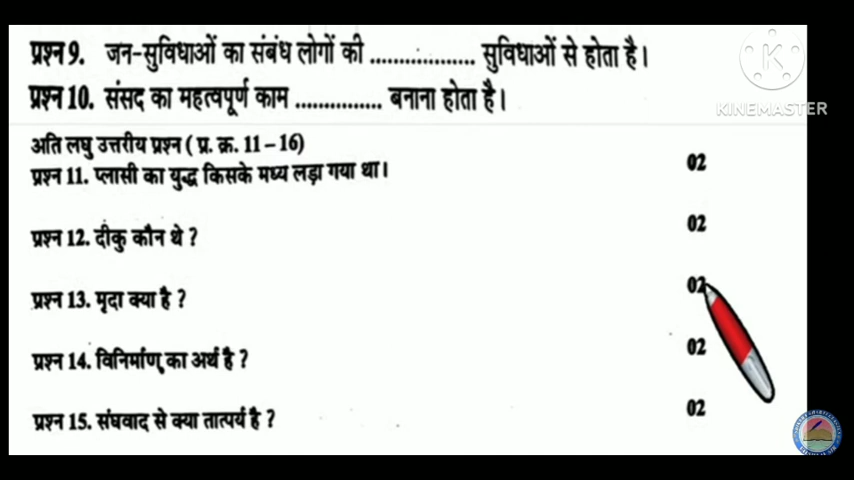 प्रश्न 9. जन-सुविधाओं का संबंध लोगों की .................. सुविधाओं से होता है।
प्रश्न 10. संसद का महत्वपूर्ण काम ............... बनाना होता है।
KINEMASTER
अति लघु उत्तरीय प्रश्न ( प्र. क्र. 11 – 16)
प्रश्न 11. प्लासी का युद्ध किसके मध्य लड़ा गया था। 02
प्रश्न 12. दीकु कौन थे ? 02
प्रश्न 13. मृदा क्या है ? 02
प्रश्न 14. विनिर्माण् का अर्थ है ? 02
प्रश्न 15. संघवाद से क्या तात्पर्य है ? 02